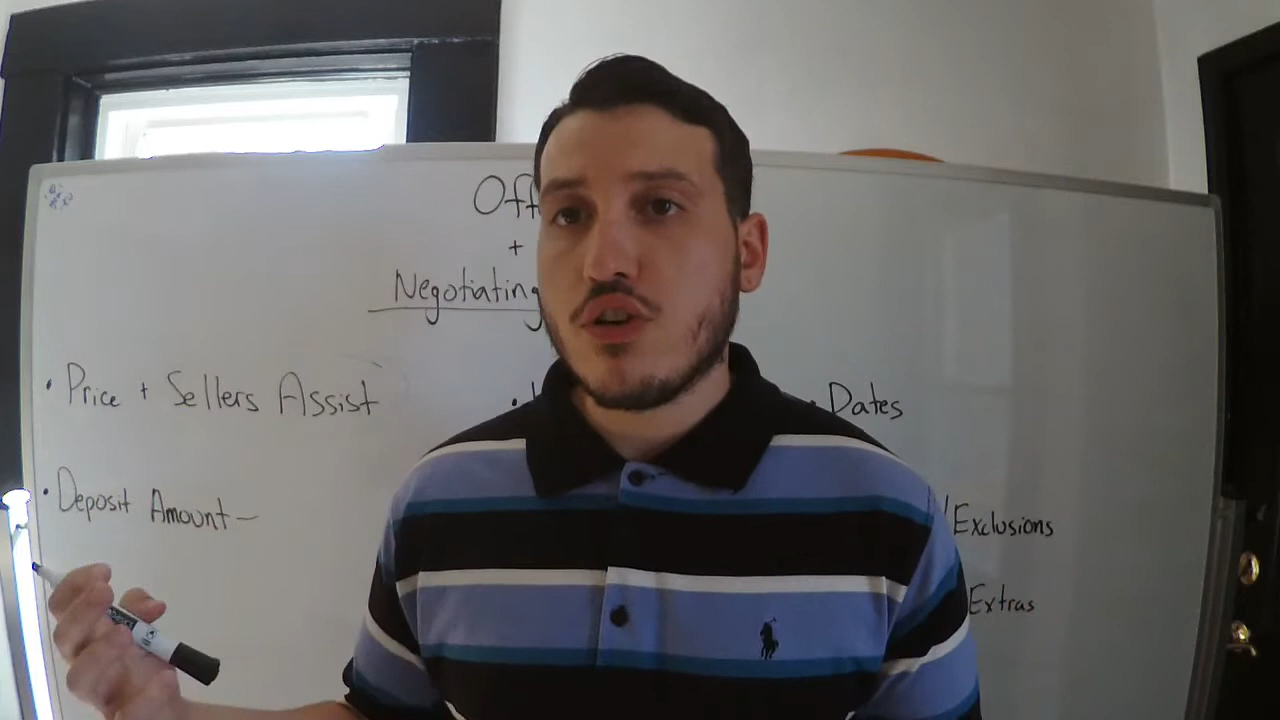 Off
+
Negotiating
• Price + Sellers Assist
• Dates
• Deposit Amount-
/Exclusions
Extras